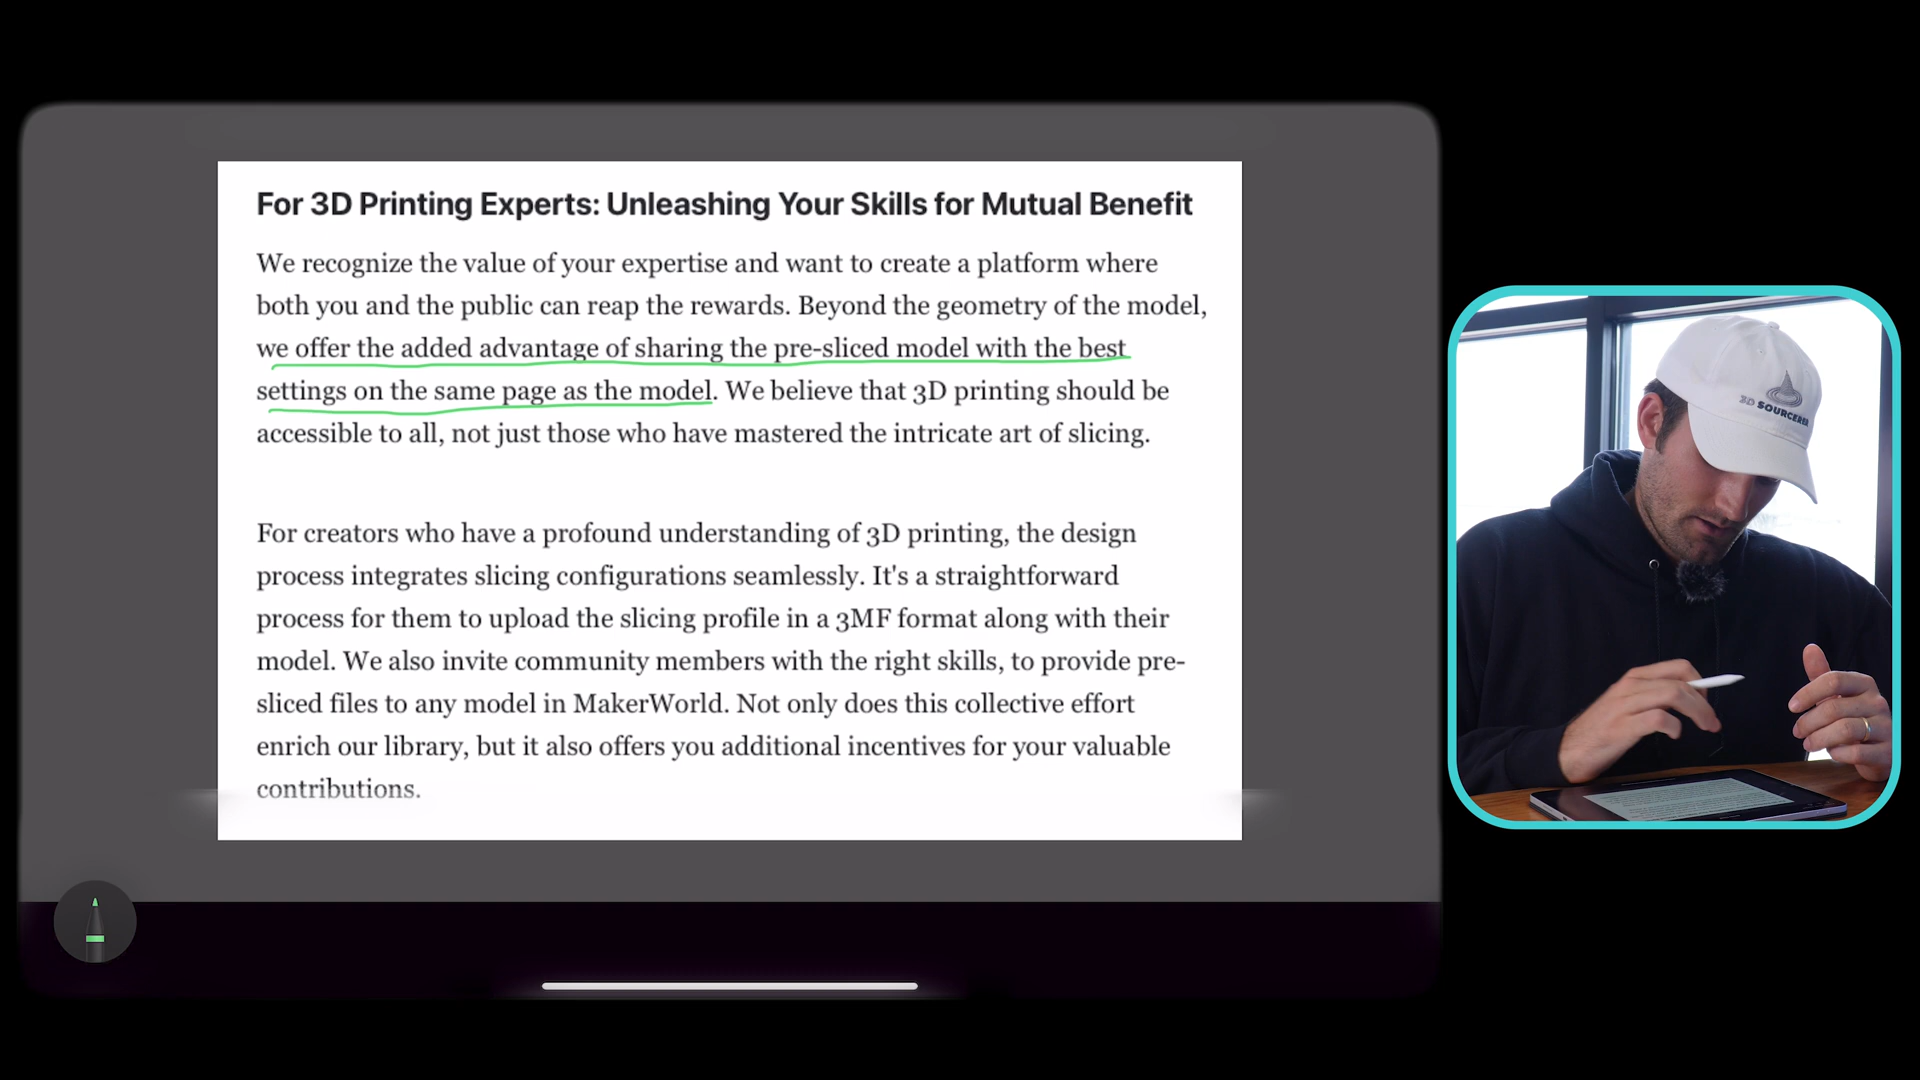 For 3D Printing Experts: Unleashing Your Skills for Mutual Benefit
We recognize the value of your expertise and want to create a platform where
both you and the public can reap the rewards. Beyond the geometry of the model,
we offer the added advantage of sharing the pre-sliced model with the best
settings on the same page as the model. We believe that 3D printing should be
accessible to all, not just those who have mastered the intricate art of slicing.
For creators who have a profound understanding of 3D printing, the design
process integrates slicing configurations seamlessly. It's a straightforward
process for them to upload the slicing profile in a 3MF format along with their
model. We also invite community members with the right skills, to provide pre-
sliced files to any model in MakerWorld. Not only does this collective effort
enrich our library, but it also offers you additional incentives for your valuable
contributions.
3D SOURCERER